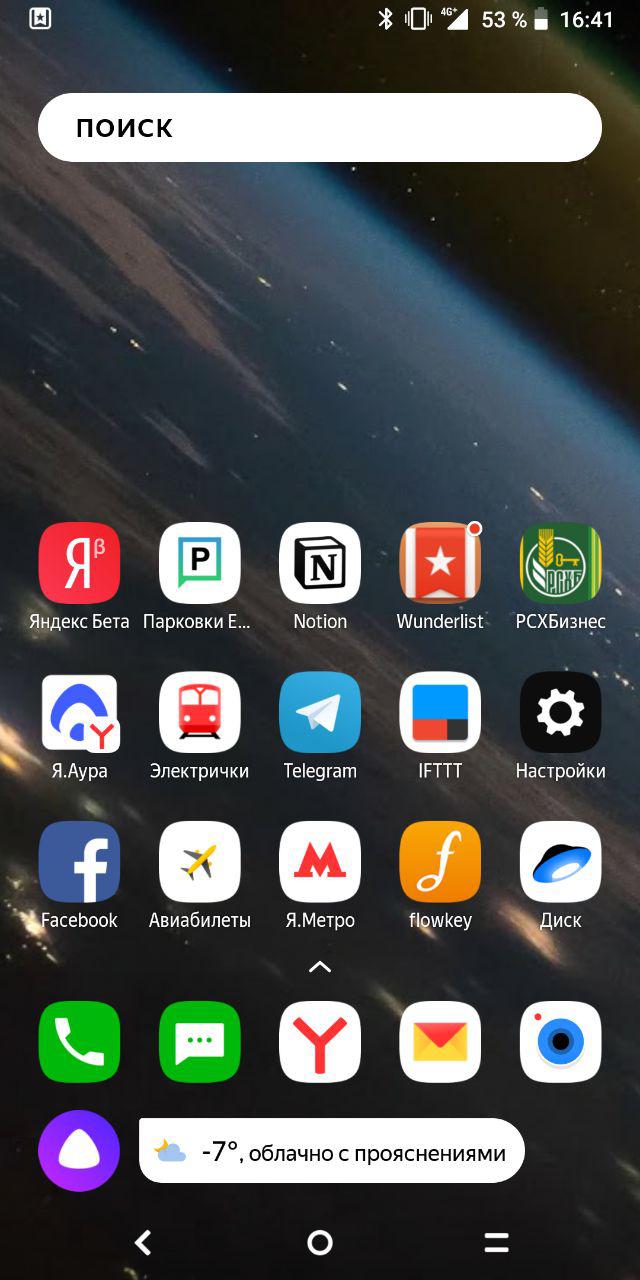 4G+ 53 % 16:41
ПОИСК
Яβ
P
N
РСХБ
Яндекс Бета Парковки Е... Notion Wunderlist РСХБизнес
Я.Аура Электрички Telegram IFTTT Настройки
Facebook Авиабилеты Я.Метро flowkey Диск
-7°, облачно с прояснениями